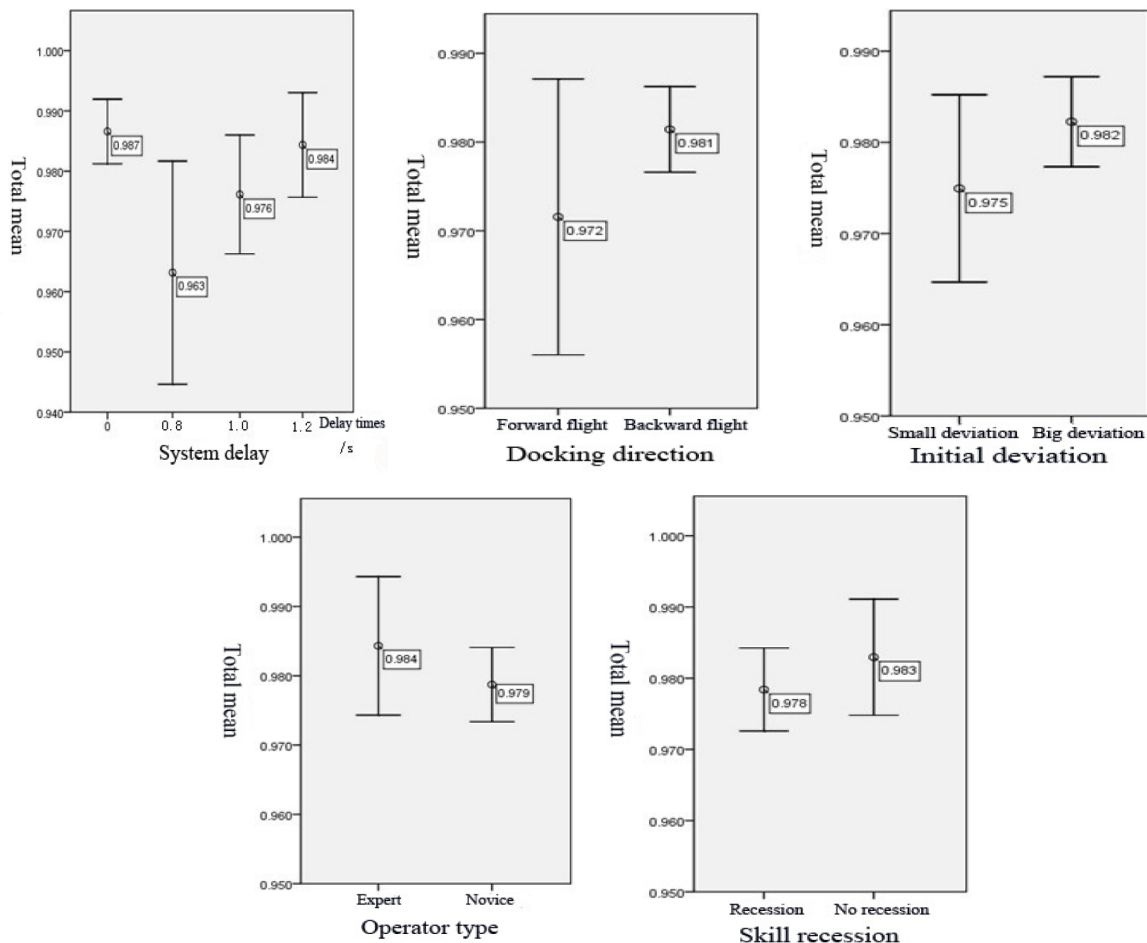 1.000
0.990
0.980
0.970
0.960
0.950
0.940
Total mean
0.987
0.963
0.976
0.984
0 0.8 1.0 1.2 Delay times
/s
System delay
0.990
0.980
0.970
0.960
0.950
Total mean
0.972
0.981
Forward flight Backward flight
Docking direction
0.990
0.980
0.970
0.960
0.950
Total mean
0.975
0.982
Small deviation Big deviation
Initial deviation
1.000
0.990
0.980
0.970
0.960
0.950
Total mean
0.984
0.979
Expert Novice
Operator type
1.000
0.990
0.980
0.970
0.960
0.950
Total mean
0.978
0.983
Recession No recession
Skill recession